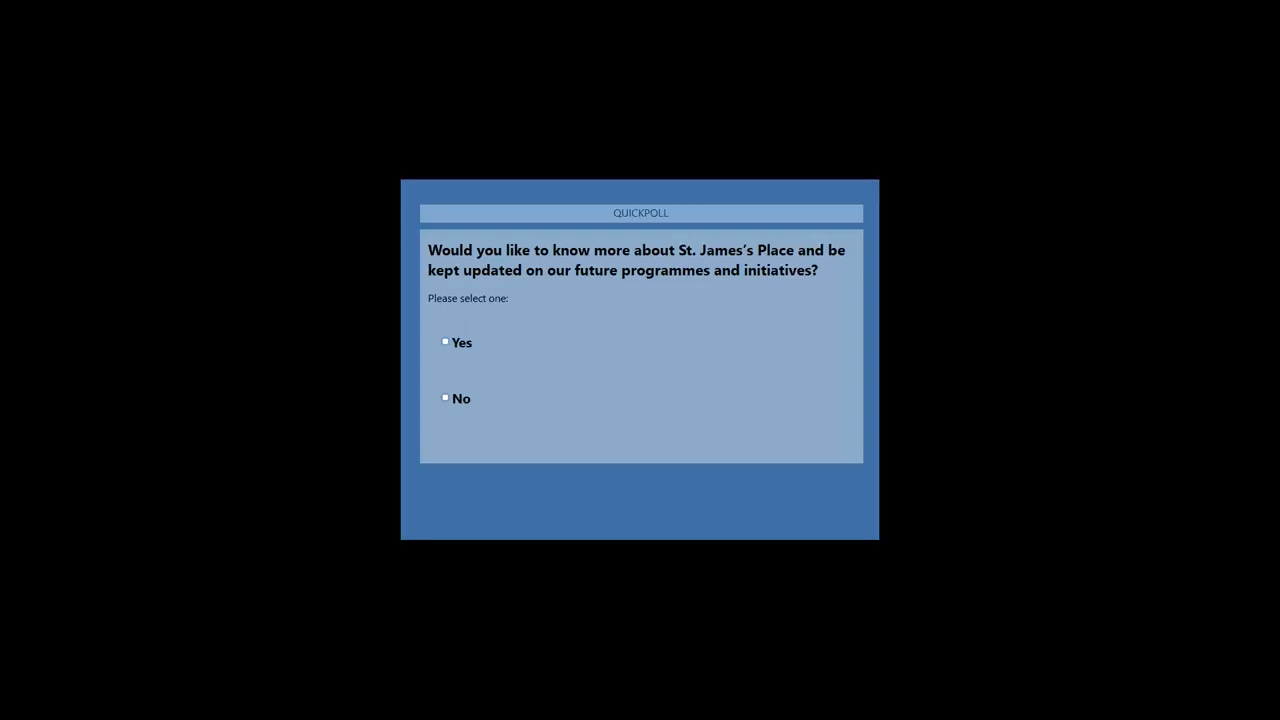 QUICKPOLL
Would you like to know more about St. James’s Place and be
kept updated on our future programmes and initiatives?
Please select one:
Yes
No